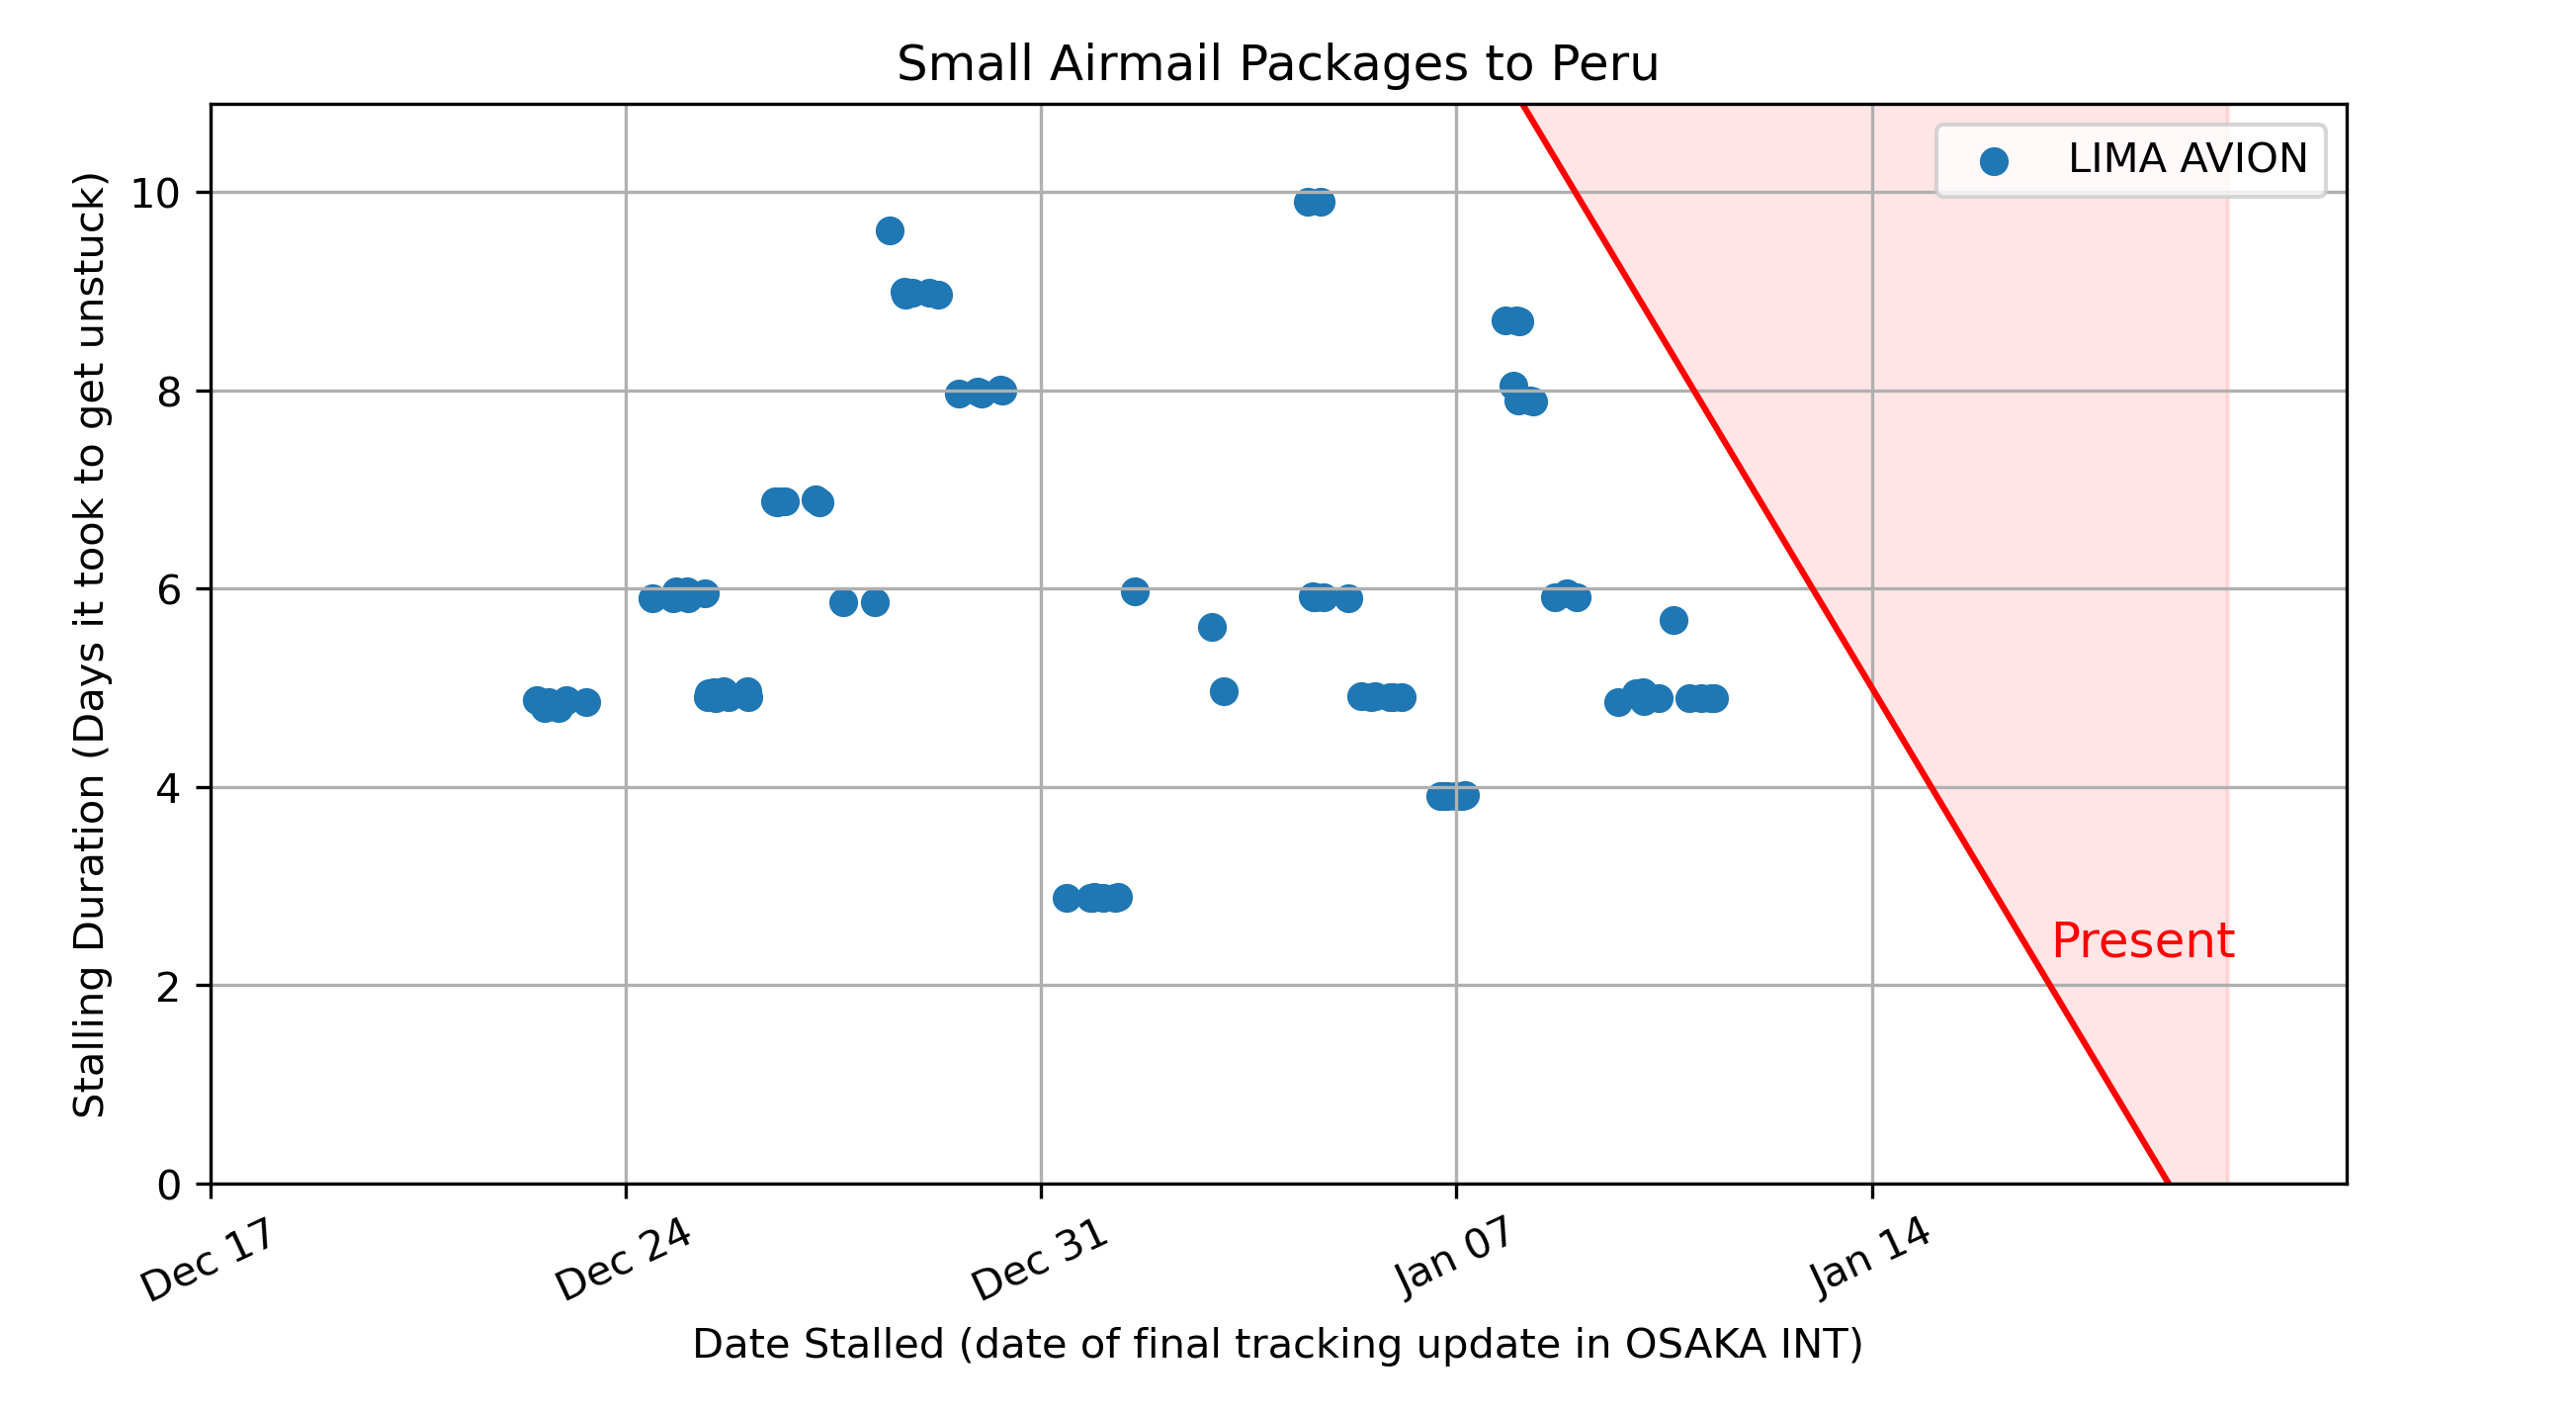 Small Airmail Packages to Peru
LIMA AVION
Stalling Duration (Days it took to get unstuck)
10
8
6
4
2
0
Present
Dec 17
Dec 24
Dec 31
Jan 07
Jan 14
Date Stalled (date of final tracking update in OSAKA INT)